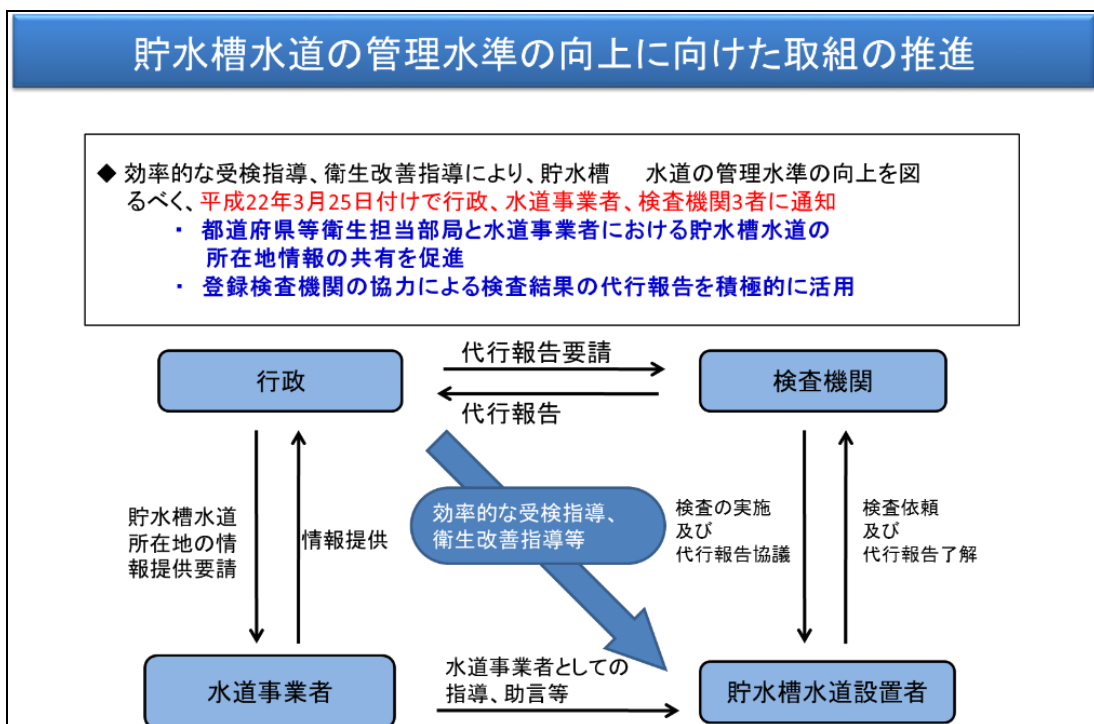 貯水槽水道の管理水準の向上に向けた取組の推進
◆ 効率的な受検指導、衛生改善指導により、貯水槽 水道の管理水準の向上を図
るべく、平成22年3月25日付けで行政、水道事業者、検査機関3者に通知
・ 都道府県等衛生担当部局と水道事業者における貯水槽水道の
所在地情報の共有を促進
・ 登録検査機関の協力による検査結果の代行報告を積極的に活用
行政
代行報告要請
代行報告
検査機関
貯水槽水道
所在地の情
報提供要請
情報提供
効率的な受検指導、
衛生改善指導等
検査の実施
及び
代行報告協議
検査依頼
及び
代行報告了解
水道事業者
水道事業者としての
指導、助言等
貯水槽水道設置者